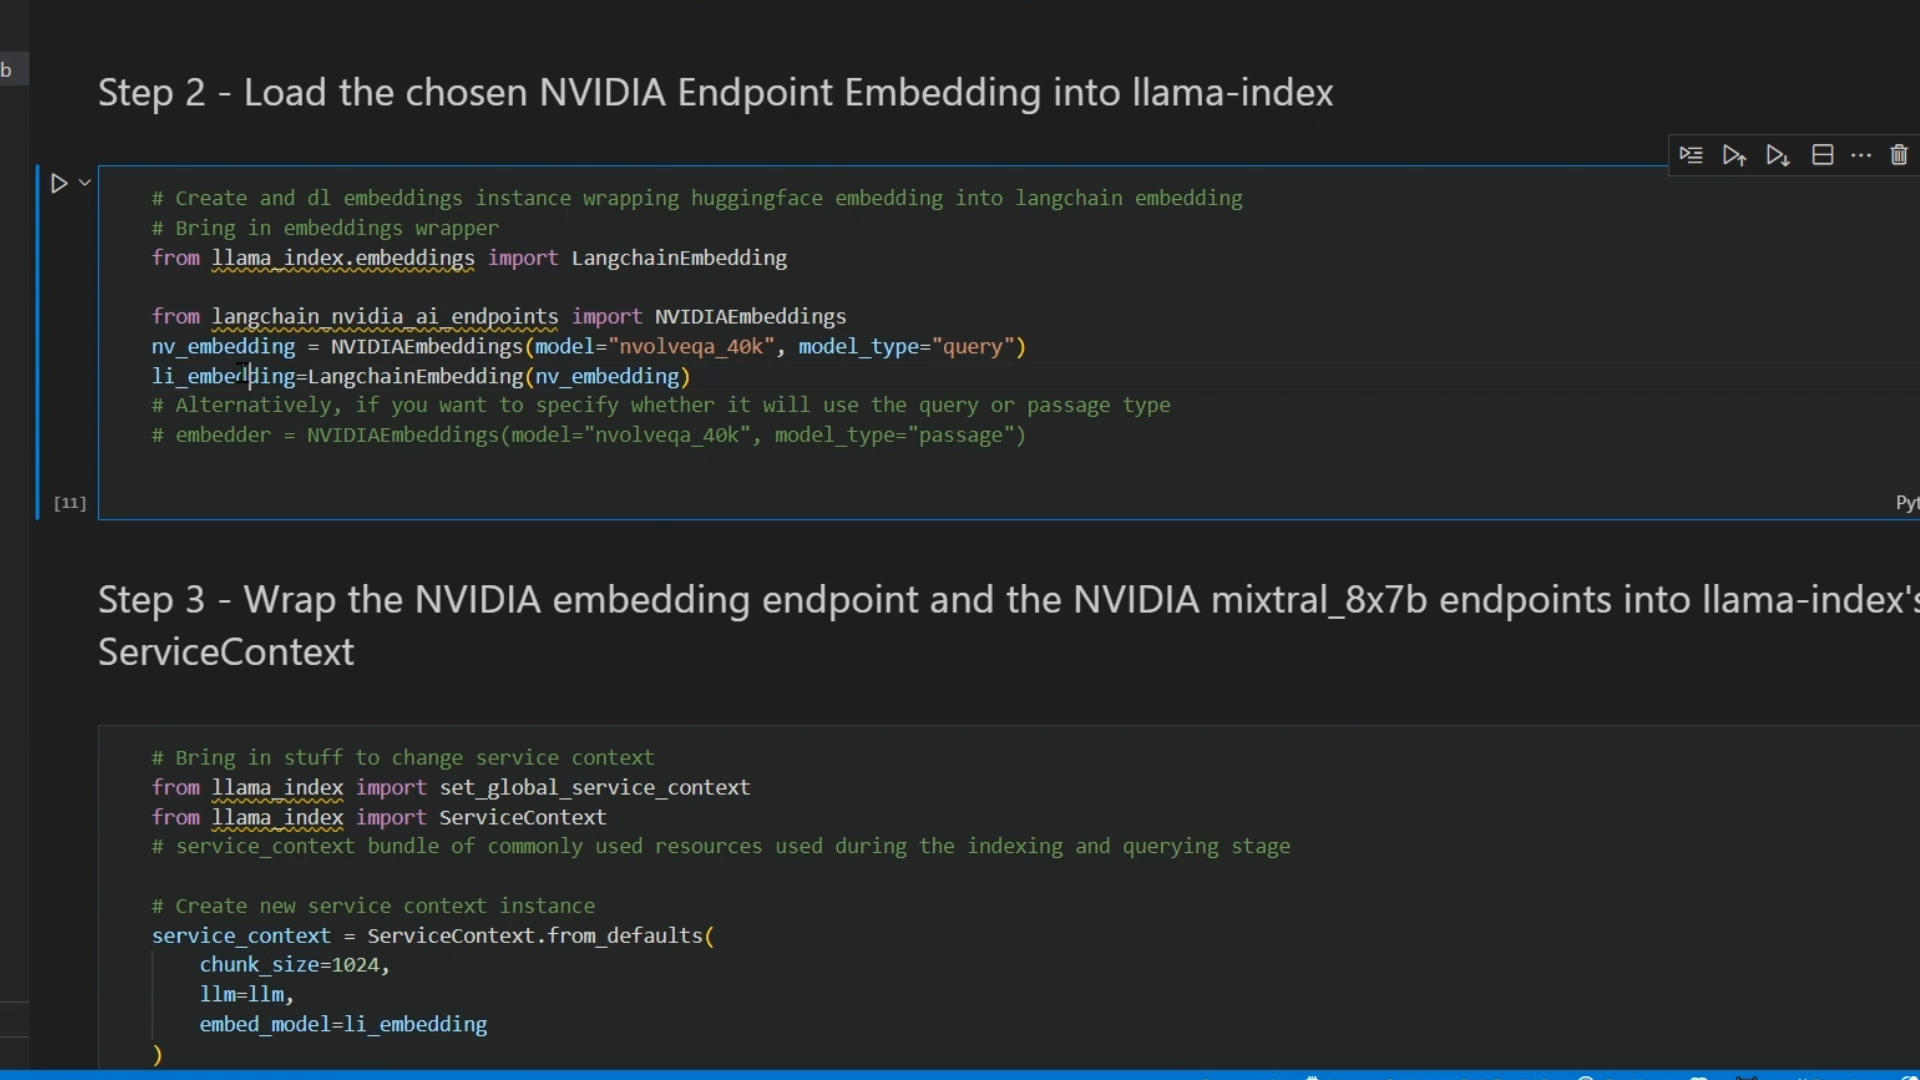 b
Step 2 - Load the chosen NVIDIA Endpoint Embedding into llama-index
# Create and dl embeddings instance wrapping huggingface embedding into langchain embedding
# Bring in embeddings wrapper
from llama_index.embeddings import LangchainEmbedding
from langchain_nvidia_ai_endpoints import NVIDIAEmbeddings
nv_embedding = NVIDIAEmbeddings(model="nvolveqa_40k", model_type="query")
li_embedding=LangchainEmbedding(nv_embedding)
# Alternatively, if you want to specify whether it will use the query or passage type
# embedder = NVIDIAEmbeddings(model="nvolveqa_40k", model_type="passage")
[11]
Pyt
Step 3 - Wrap the NVIDIA embedding endpoint and the NVIDIA mixtral_8x7b endpoints into llama-index's
ServiceContext
# Bring in stuff to change service context
from llama_index import set_global_service_context
from llama_index import ServiceContext
# service_context bundle of commonly used resources used during the indexing and querying stage
# Create new service context instance
service_context = ServiceContext.from_defaults(
    chunk_size=1024,
    llm=llm,
    embed_model=li_embedding
)